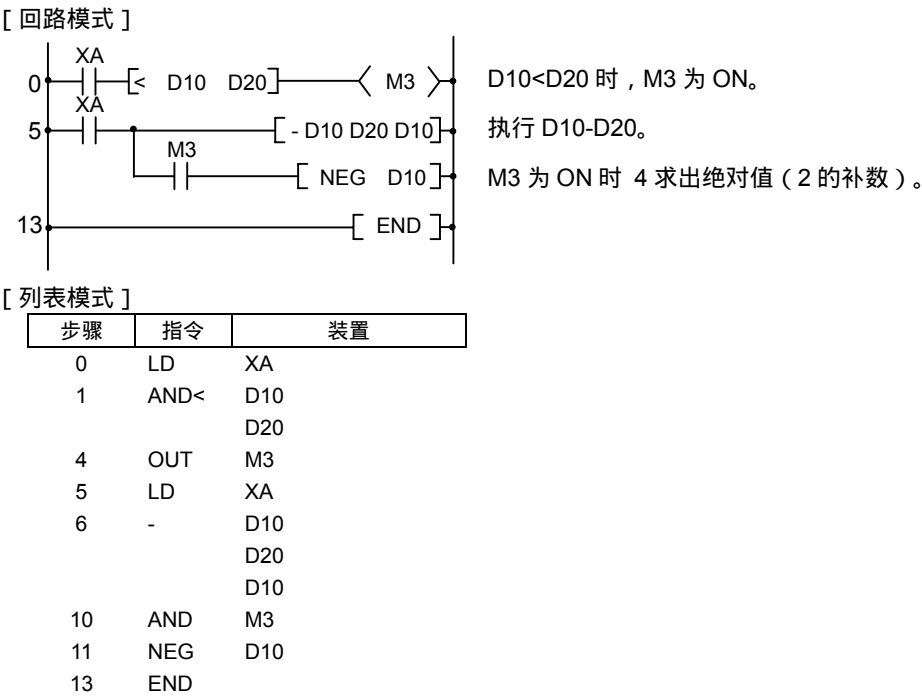 [ 回路模式 ]
XA
0 < D10 D20 M3 D10<D20 时，M3 为 ON。
XA
5 - D10 D20 D10 执行 D10-D20。
M3
NEG D10 M3 为 ON 时 4 求出绝对值（2 的补数）。
13 END
[ 列表模式 ]
步骤 指令 装置
0 LD XA
1 AND< D10
D20
4 OUT M3
5 LD XA
6 - D10
D20
D10
10 AND M3
11 NEG D10
13 END